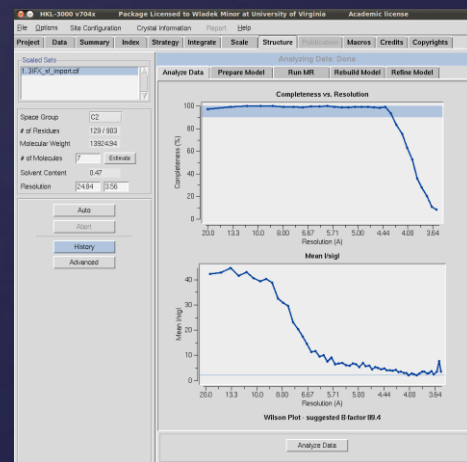 HKL-3000 v704x Package Licensed to Wladek Minor at University of Virginia Academic license
File Options Site Configuration Crystal Information Report Help
Project Data Summary Index Strategy Integrate Scale Structure Publication Macros Credits Copyrights
Scaled Sets
1. 3IFX_sf_import.cif
Space Group C2
# of Residues 129 / 903
Molecular Weight 13924.94
# of Molecules 7 Estimate
Solvent Content 0.47
Resolution 24.84 3.56
Auto
Abort
History
Advanced
Analyzing Data: Done
Analyze Data Prepare Model Run MR Rebuild Model Refine Model
Completeness vs. Resolution
Completeness (%)
100
80
60
40
20
0
20.0 13.3 10.0 8.00 6.67 5.71 5.00 4.44 4.00 3.64
Resolution (A)
Mean I/sigI
Mean I/sigI
40
30
20
10
0
20.0 13.3 10.0 8.00 6.67 5.71 5.00 4.44 4.00 3.64
Resolution (A)
Wilson Plot - suggested B-factor 89.4
Analyze Data